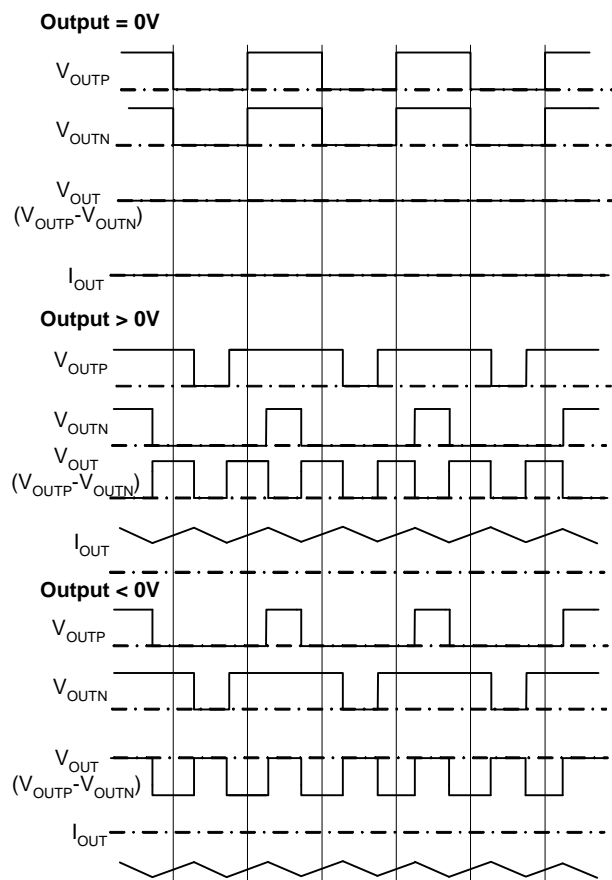 Output = 0V
VOUTP
VOUTN
VOUT
(VOUTP-VOUTN)
IOUT
Output > 0V
VOUTP
VOUTN
VOUT
(VOUTP-VOUTN)
IOUT
Output < 0V
VOUTP
VOUTN
VOUT
(VOUTP-VOUTN)
IOUT